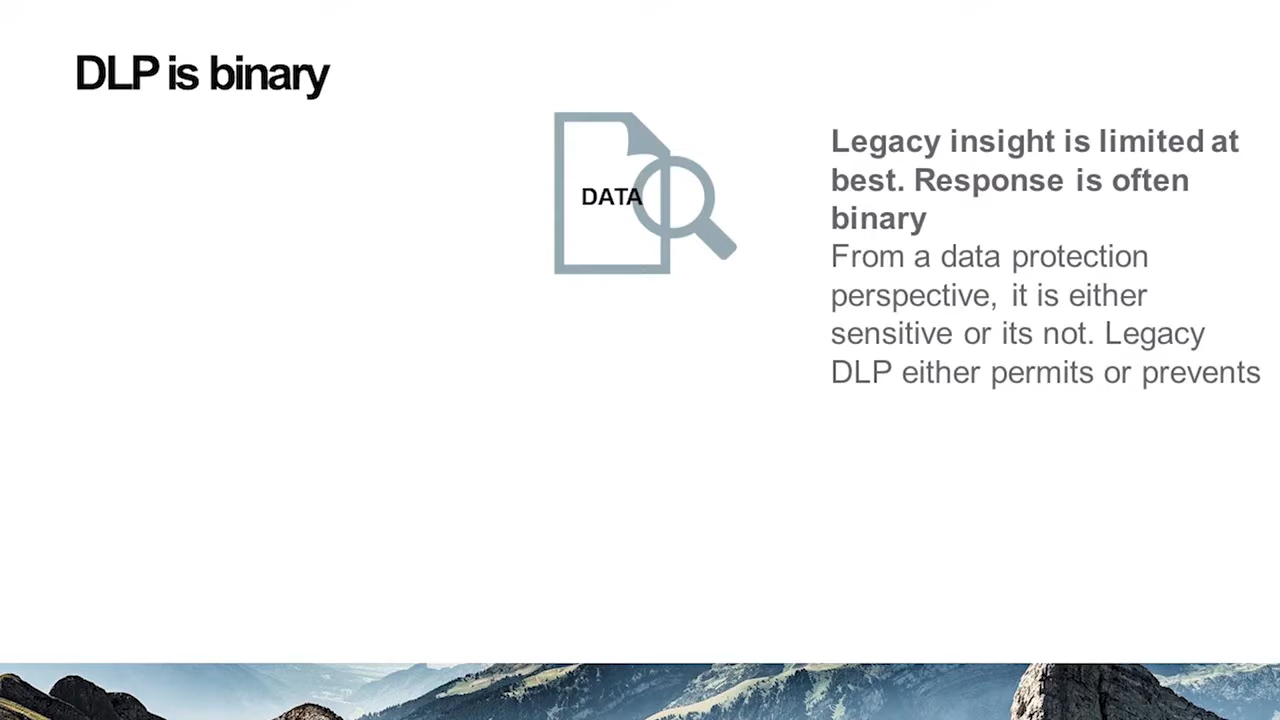 DLP is binary
DATA
Legacy insight is limited at
best. Response is often
binary
From a data protection
perspective, it is either
sensitive or its not. Legacy
DLP either permits or prevents